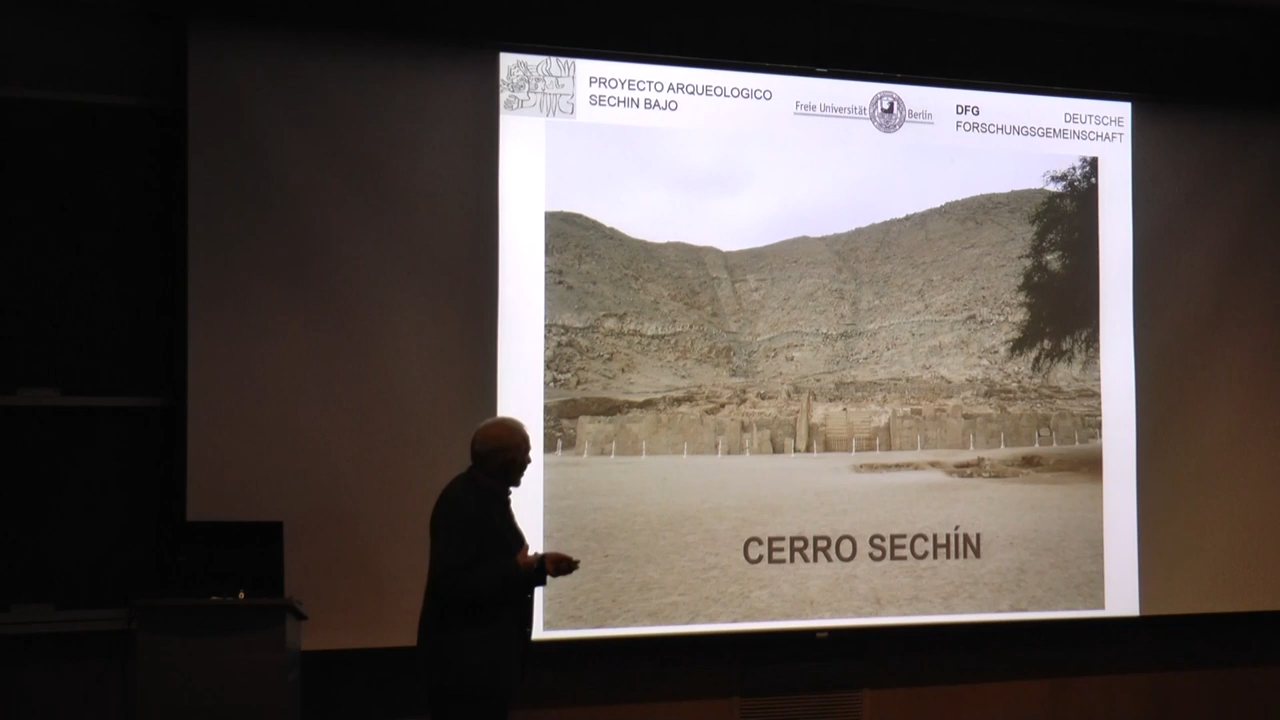 PROYECTO ARQUEOLOGICO
SECHIN BAJO
Freie Universität Berlin
DFG DEUTSCHE
FORSCHUNGSGEMEINSCHAFT
CERRO SECHÍN